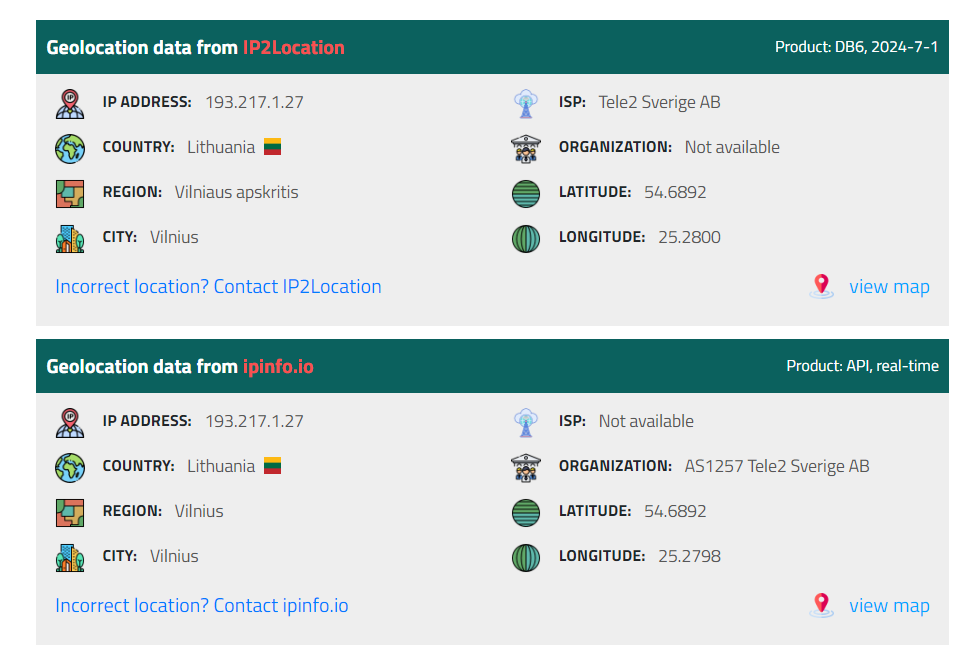 Geolocation data from IP2Location Product: DB6, 2024-7-1
IP ADDRESS: 193.217.1.27 ISP: Tele2 Sverige AB
COUNTRY: Lithuania ORGANIZATION: Not available
REGION: Vilniaus apskritis LATITUDE: 54.6892
CITY: Vilnius LONGITUDE: 25.2800
Incorrect location? Contact IP2Location view map
Geolocation data from ipinfo.io Product: API, real-time
IP ADDRESS: 193.217.1.27 ISP: Not available
COUNTRY: Lithuania ORGANIZATION: AS1257 Tele2 Sverige AB
REGION: Vilnius LATITUDE: 54.6892
CITY: Vilnius LONGITUDE: 25.2798
Incorrect location? Contact ipinfo.io view map